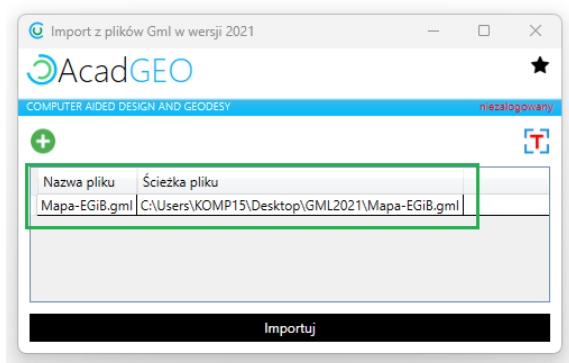 Import z plików Gml w wersji 2021
AcadGEO
COMPUTER AIDED DESIGN AND GEODESY niezalogowany
T
Nazwa pliku Ścieżka pliku
Mapa-EGiB.gml C:\Users\KOMP15\Desktop\GML2021\Mapa-EGiB.gml
Importuj